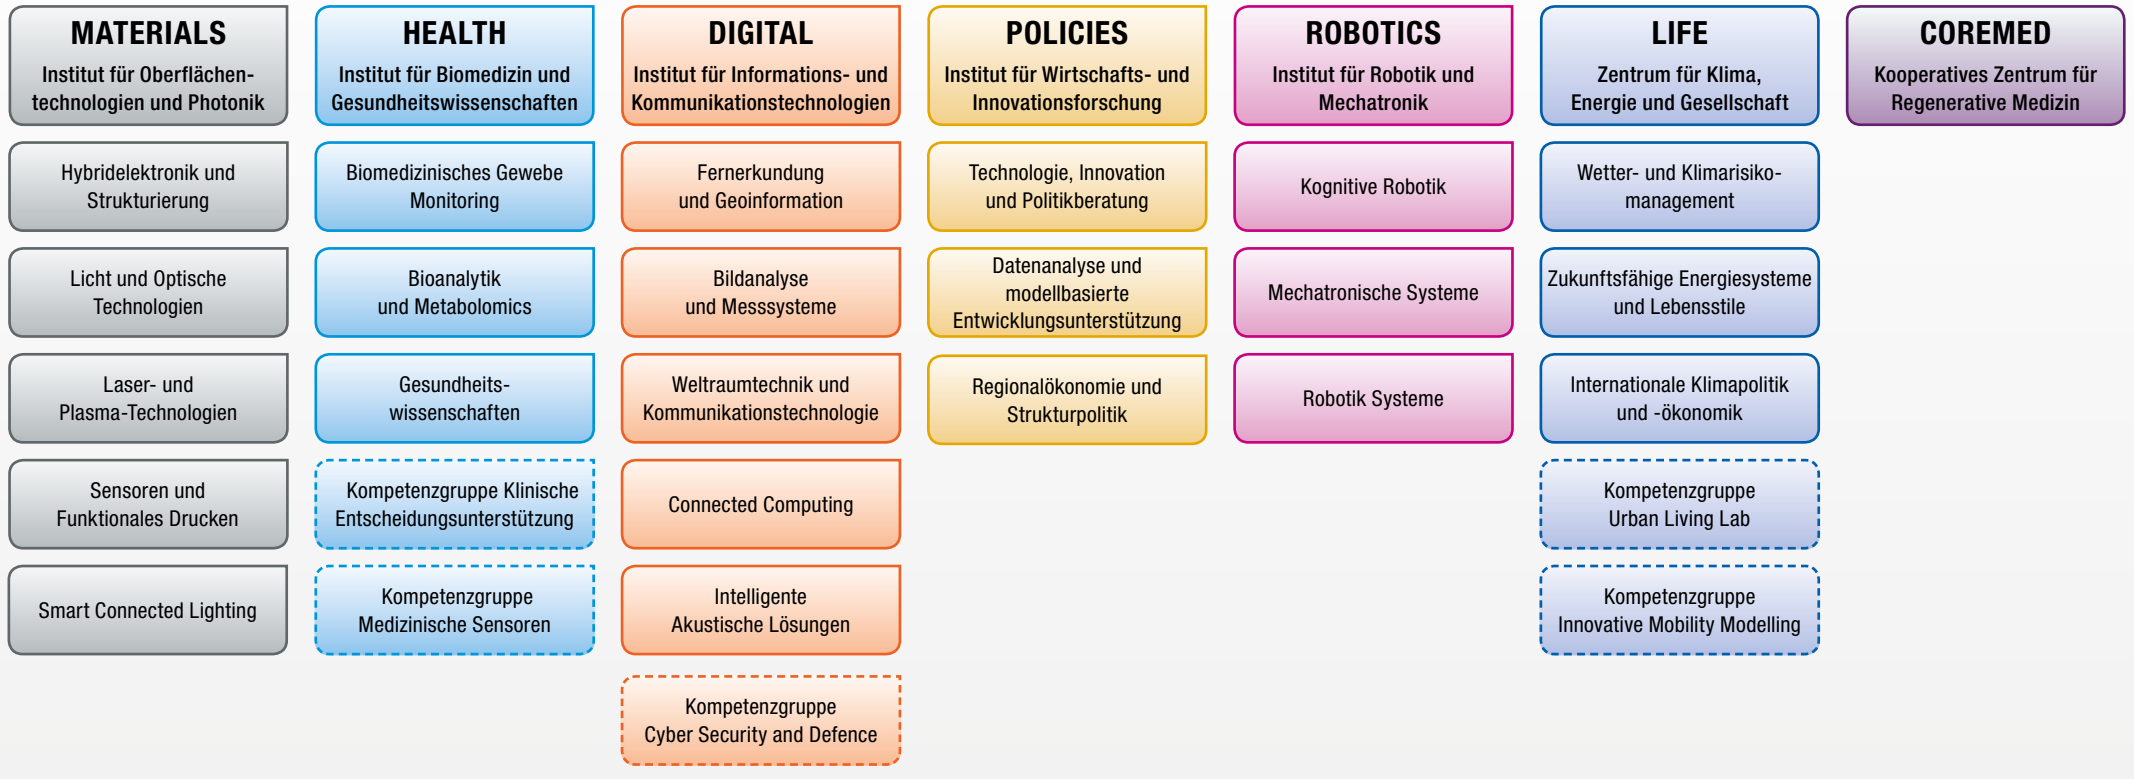 MATERIALS
Institut für Oberflächen-
technologien und Photonik
Hybridelektronik und
Strukturierung
Licht und Optische
Technologien
Laser- und
Plasma-Technologien
Sensoren und
Funktionales Drucken
Smart Connected Lighting
HEALTH
Institut für Biomedizin und
Gesundheitswissenschaften
Biomedizinisches Gewebe
Monitoring
Bioanalytik
und Metabolomics
Gesundheits-
wissenschaften
Kompetenzgruppe Klinische
Entscheidungsunterstützung
Kompetenzgruppe
Medizinische Sensoren
DIGITAL
Institut für Informations- und
Kommunikationstechnologien
Fernerkundung
und Geoinformation
Bildanalyse
und Messsysteme
Weltraumtechnik und
Kommunikationstechnologie
Connected Computing
Intelligente
Akustische Lösungen
Kompetenzgruppe
Cyber Security and Defence
POLICIES
Institut für Wirtschafts- und
Innovationsforschung
Technologie, Innovation
und Politikberatung
Datenanalyse und
modellbasierte
Entwicklungsunterstützung
Regionalökonomie und
Strukturpolitik
ROBOTICS
Institut für Robotik und
Mechatronik
Kognitive Robotik
Mechatronische Systeme
Robotik Systeme
LIFE
Zentrum für Klima,
Energie und Gesellschaft
Wetter- und Klimarisiko-
management
Zukunftsfähige Energiesysteme
und Lebensstile
Internationale Klimapolitik
und -ökonomik
Kompetenzgruppe
Urban Living Lab
Kompetenzgruppe
Innovative Mobility Modelling
COREMED
Kooperatives Zentrum für
Regenerative Medizin